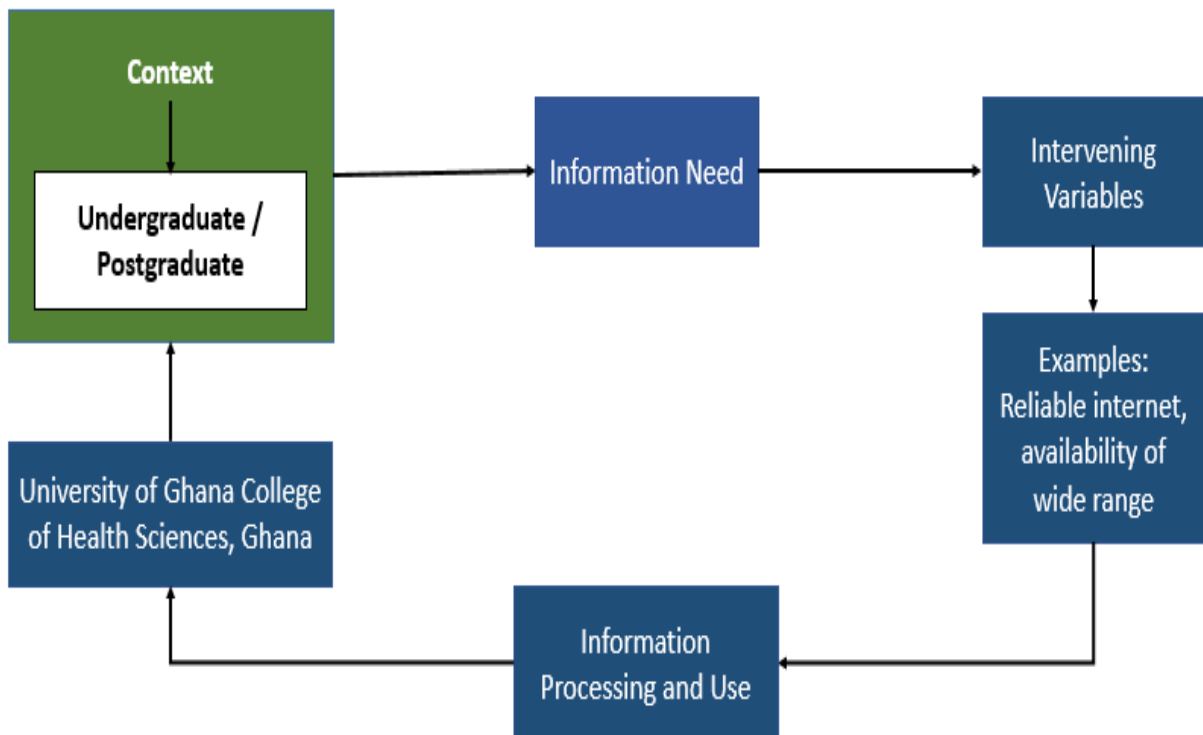 Context
Undergraduate /
Postgraduate
Information Need
Intervening
Variables
Examples:
Reliable internet,
availability of
wide range
Information
Processing and Use
University of Ghana College
of Health Sciences, Ghana